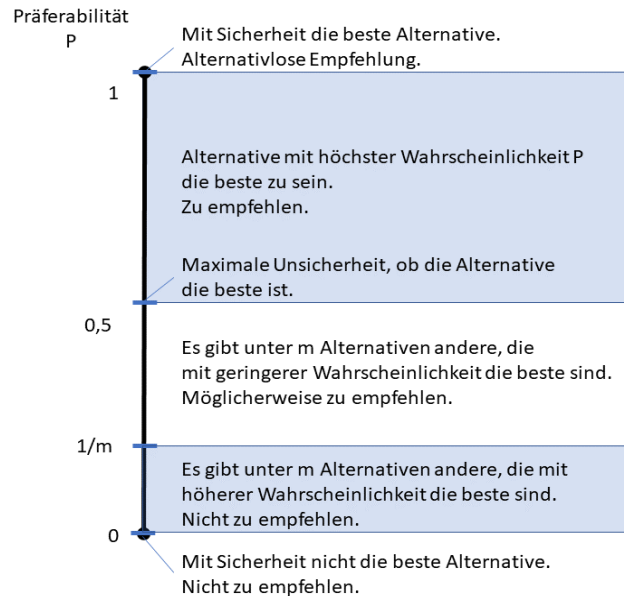 Präferabilität
P
Mit Sicherheit die beste Alternative.
Alternativlose Empfehlung.
1
Alternative mit höchster Wahrscheinlichkeit P
die beste zu sein.
Zu empfehlen.
Maximale Unsicherheit, ob die Alternative
die beste ist.
0,5
Es gibt unter m Alternativen andere, die
mit geringerer Wahrscheinlichkeit die beste sind.
Möglicherweise zu empfehlen.
1/m
Es gibt unter m Alternativen andere, die mit
höherer Wahrscheinlichkeit die beste sind.
Nicht zu empfehlen.
0
Mit Sicherheit nicht die beste Alternative.
Nicht zu empfehlen.